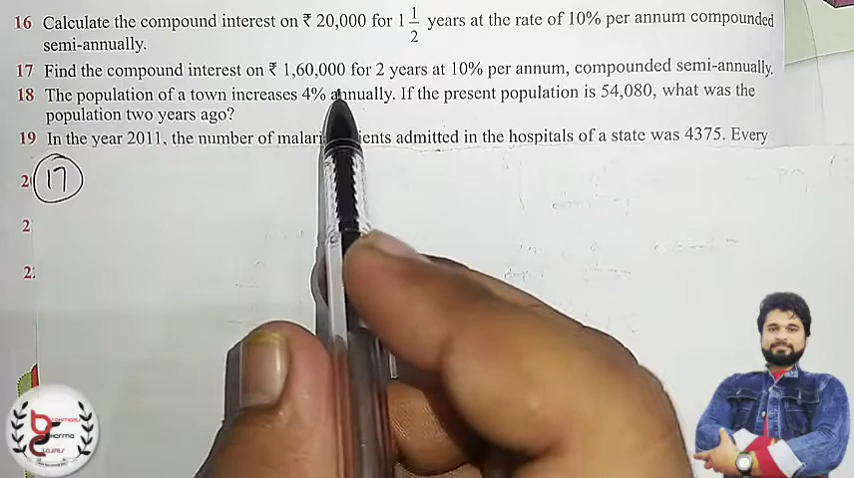 16 Calculate the compound interest on ₹ 20,000 for 1 1/2 years at the rate of 10% per annum compounded
semi-annually.
17 Find the compound interest on ₹ 1,60,000 for 2 years at 10% per annum, compounded semi-annually.
18 The population of a town increases 4% annually. If the present population is 54,080, what was the
population two years ago?
19 In the year 2011, the number of malari ients admitted in the hospitals of a state was 4375. Every
2 17
2
2